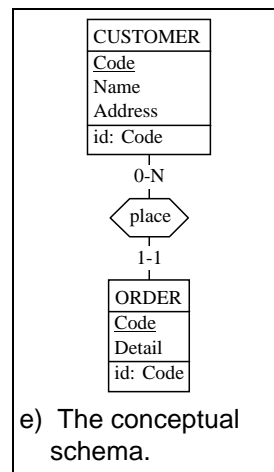 CUSTOMER
Code
Name
Address
id: Code
0-N
place
1-1
ORDER
Code
Detail
id: Code
e) The conceptual
schema.